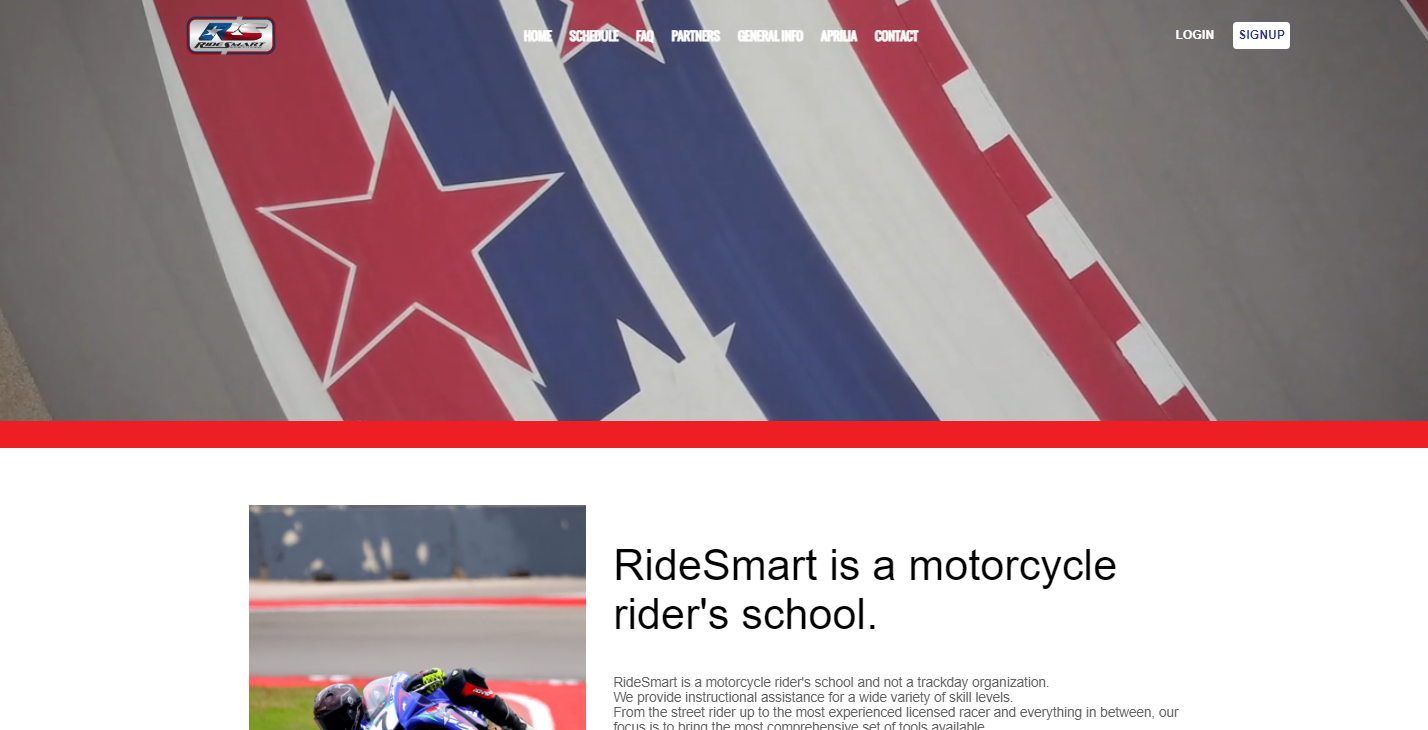 RS
RIDESMART
HOME SCHEDULE FAQ PARTNERS GENERAL INFO APRILIA CONTACT
LOGIN SIGNUP
RideSmart is a motorcycle
rider's school.
RideSmart is a motorcycle rider's school and not a trackday organization.
We provide instructional assistance for a wide variety of skill levels.
From the street rider up to the most experienced licensed racer and everything in between, our
focus is to bring the most comprehensive set of tools available